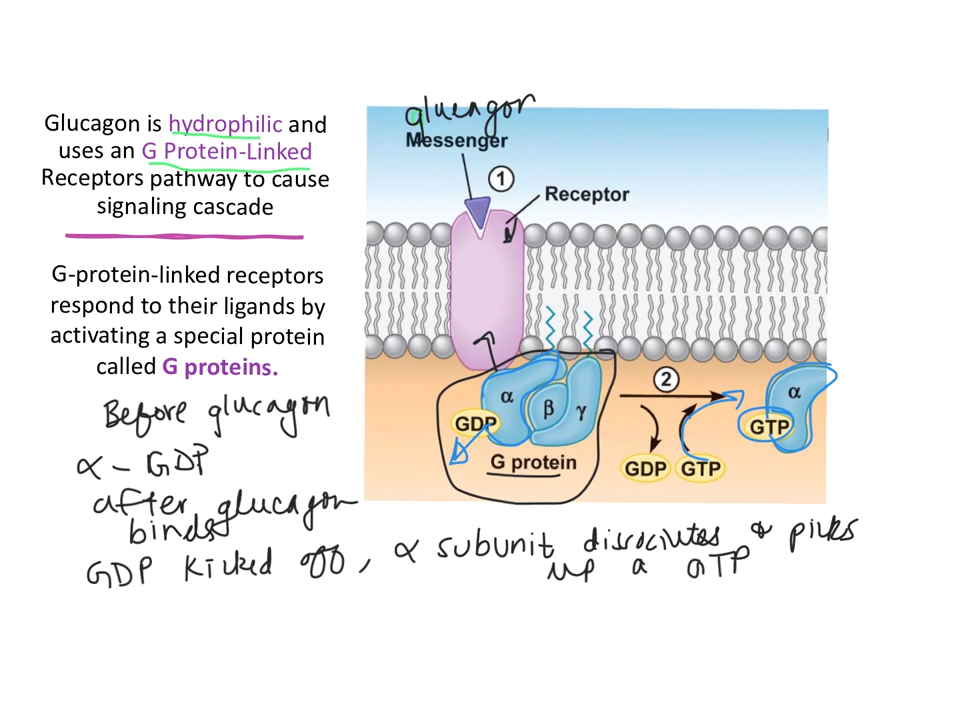 Glucagon is hydrophilic and
uses an G Protein-Linked
Receptors pathway to cause
signaling cascade
G-protein-linked receptors
respond to their ligands by
activating a special protein
called G proteins.
Before glucagon
α - GDP
after glucagon
binds
GDP kicked off, α subunit dissociates & picks
up a GTP
glucagon
Messenger
1
Receptor
α
β
γ
GDP
G protein
2
GDP
GTP
α
GTP